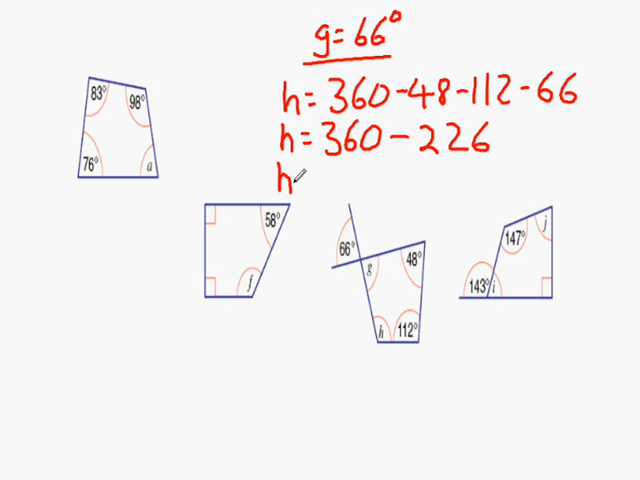 g = 66°
h = 360 - 48 - 112 - 66
h = 360 - 226
h
83°
98°
76°
a
58°
f
66°
g
48°
h
112°
147°
j
143°
i